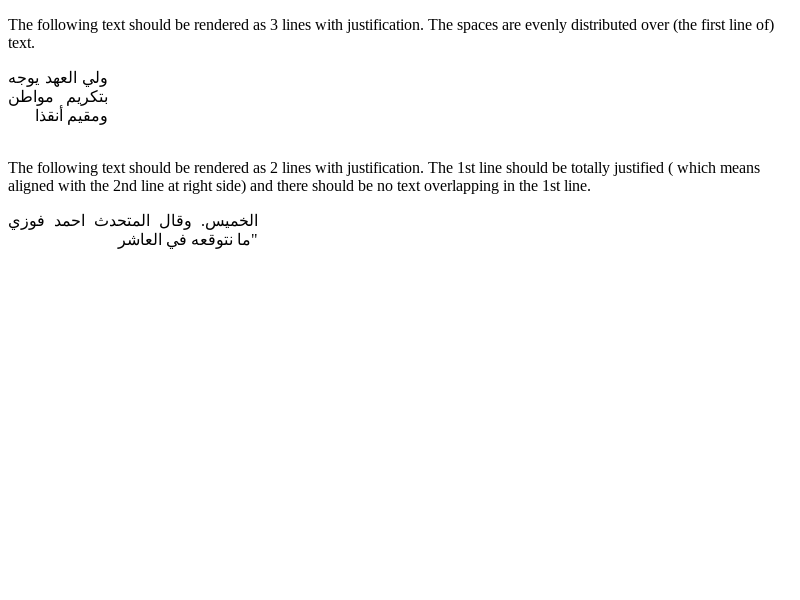 The following text should be rendered as 3 lines with justification. The spaces are evenly distributed over (the first line of)
text.
ولي العهد يوجه
بتكريم مواطن
ومقيم أنقذا
The following text should be rendered as 2 lines with justification. The 1st line should be totally justified ( which means
aligned with the 2nd line at right side) and there should be no text overlapping in the 1st line.
الخميس. وقال المتحدث احمد فوزي
"ما نتوقعه في العاشر